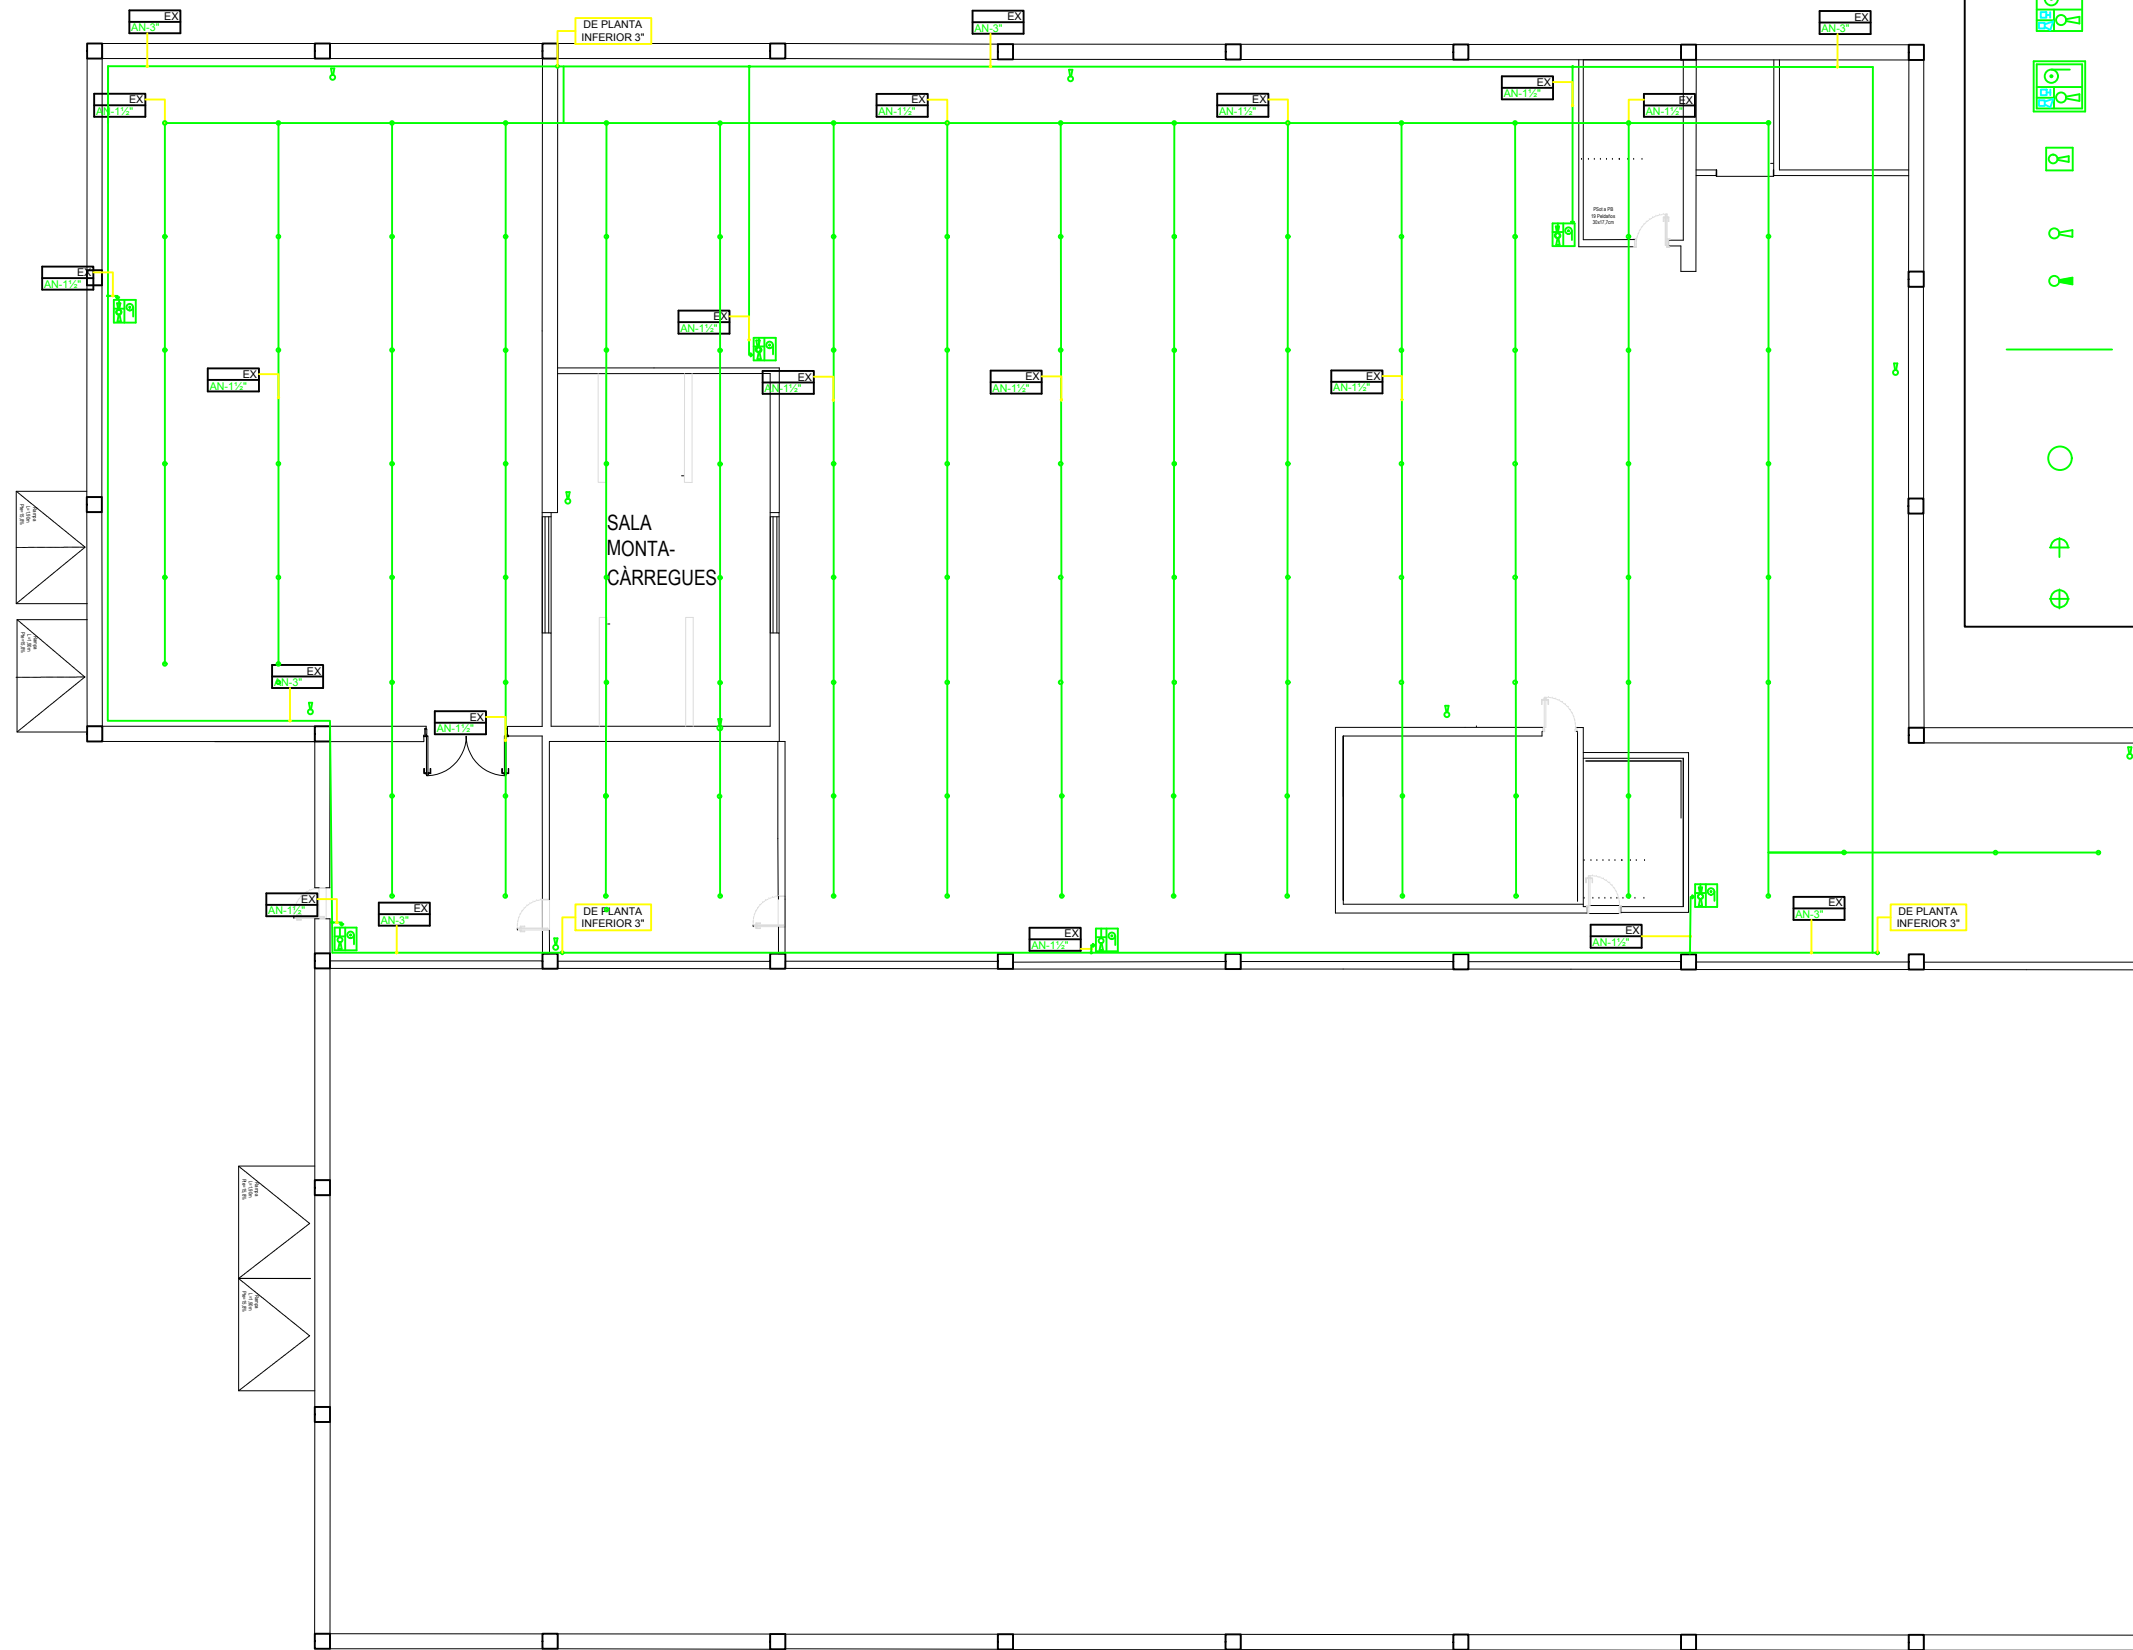 EX
AN-3"
DE PLANTA
INFERIOR 3"
EX
AN-3"
EX
AN-3"
EX
AN-1½"
EX
AN-1½"
EX
AN-1½"
EX
AN-1½"
EX
AN-1½"
EX
AN-1½"
EX
AN-1½"
EX
AN-1½"
EX
AN-1½"
EX
AN-1½"
EX
AN-1½"
SALA
MONTA-
CÀRREGUES
EX
AN-3"
EX
AN-1½"
EX
AN-1½"
EX
AN-3"
DE PLANTA
INFERIOR 3"
EX
AN-1½"
EX
AN-1½"
EX
AN-3"
DE PLANTA
INFERIOR 3"